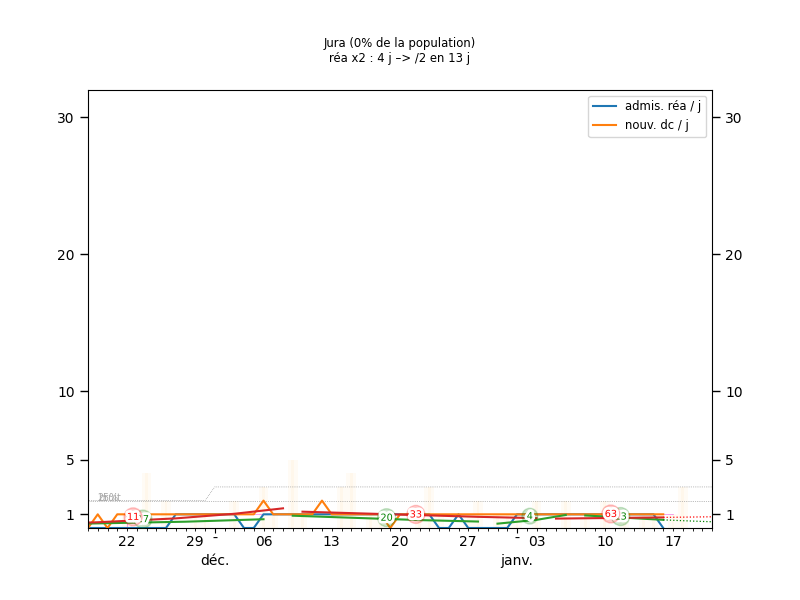 Jura (0% de la population)
réa x2 : 4 j –> /2 en 13 j
admis. réa / j
nouv. dc / j
30 30
20 20
10 10
5 5
1 1
11 7 20 33 4 63
22 29 - 06 13 20 27 - 03 10 17
déc. janv.